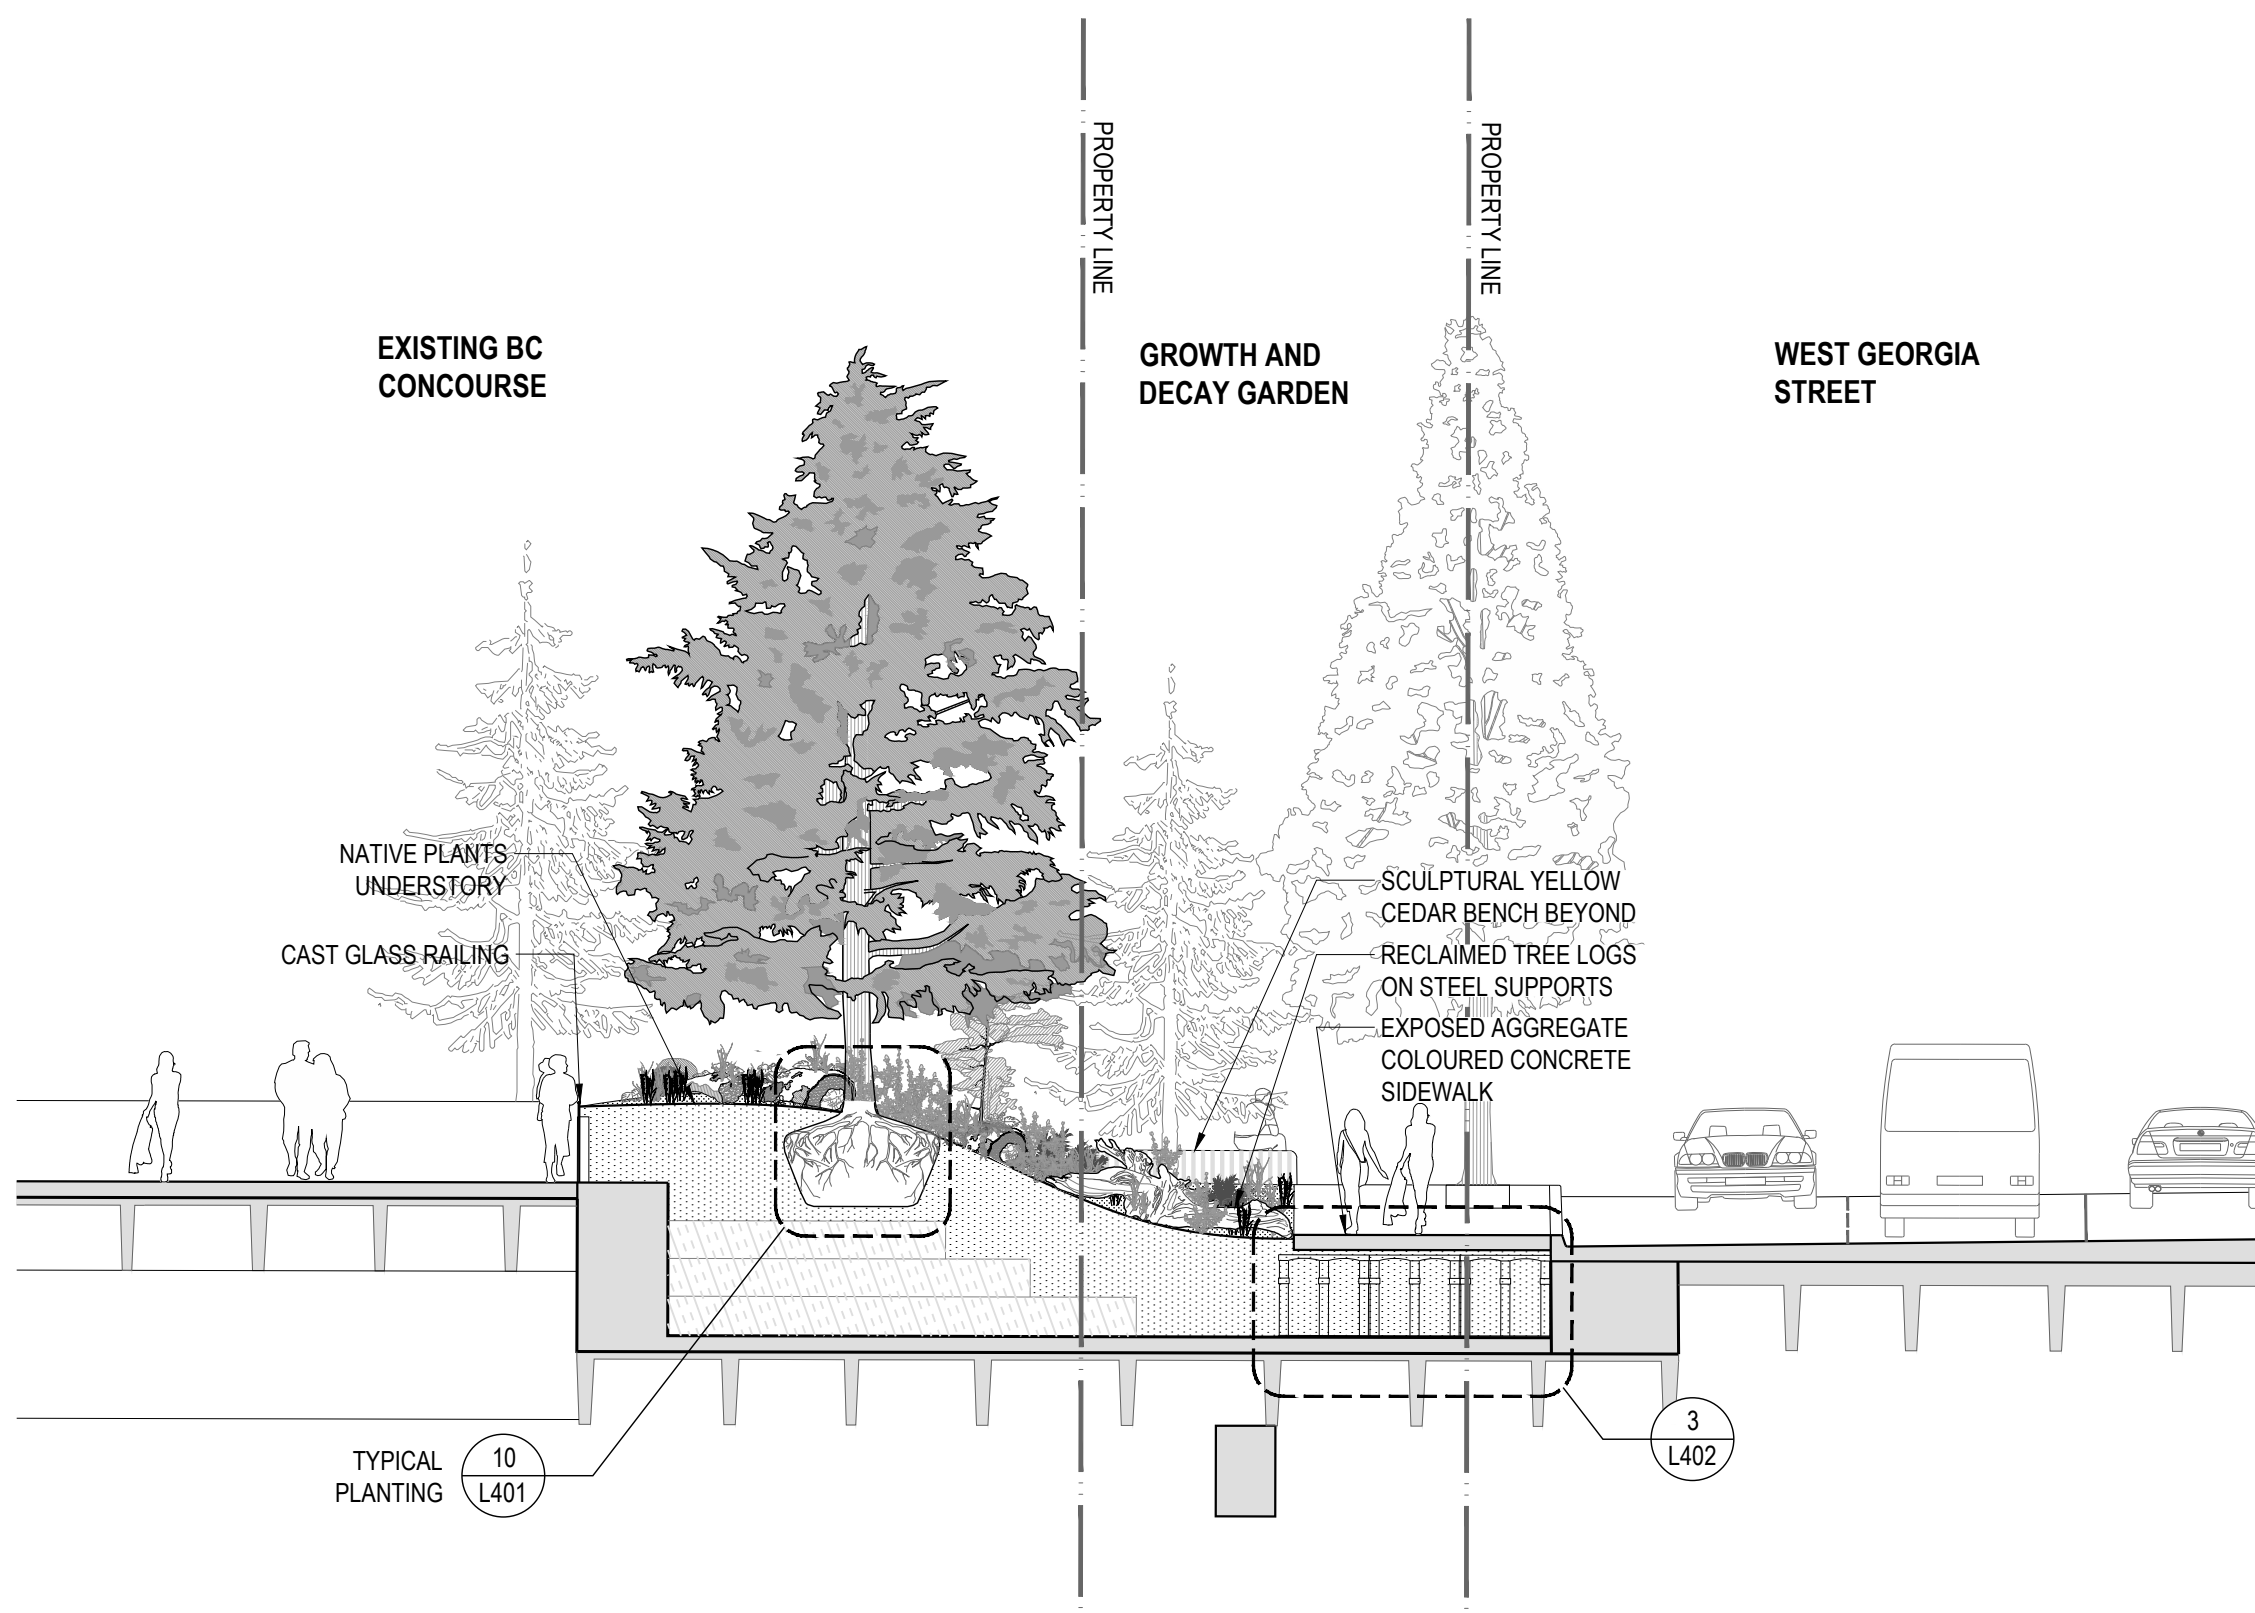 PROPERTY LINE
PROPERTY LINE
EXISTING BC
CONCOURSE
GROWTH AND
DECAY GARDEN
WEST GEORGIA
STREET
NATIVE PLANTS
UNDERSTORY
CAST GLASS RAILING
SCULPTURAL YELLOW
CEDAR BENCH BEYOND
RECLAIMED TREE LOGS
ON STEEL SUPPORTS
EXPOSED AGGREGATE
COLOURED CONCRETE
SIDEWALK
TYPICAL
PLANTING
10
L401
3
L402